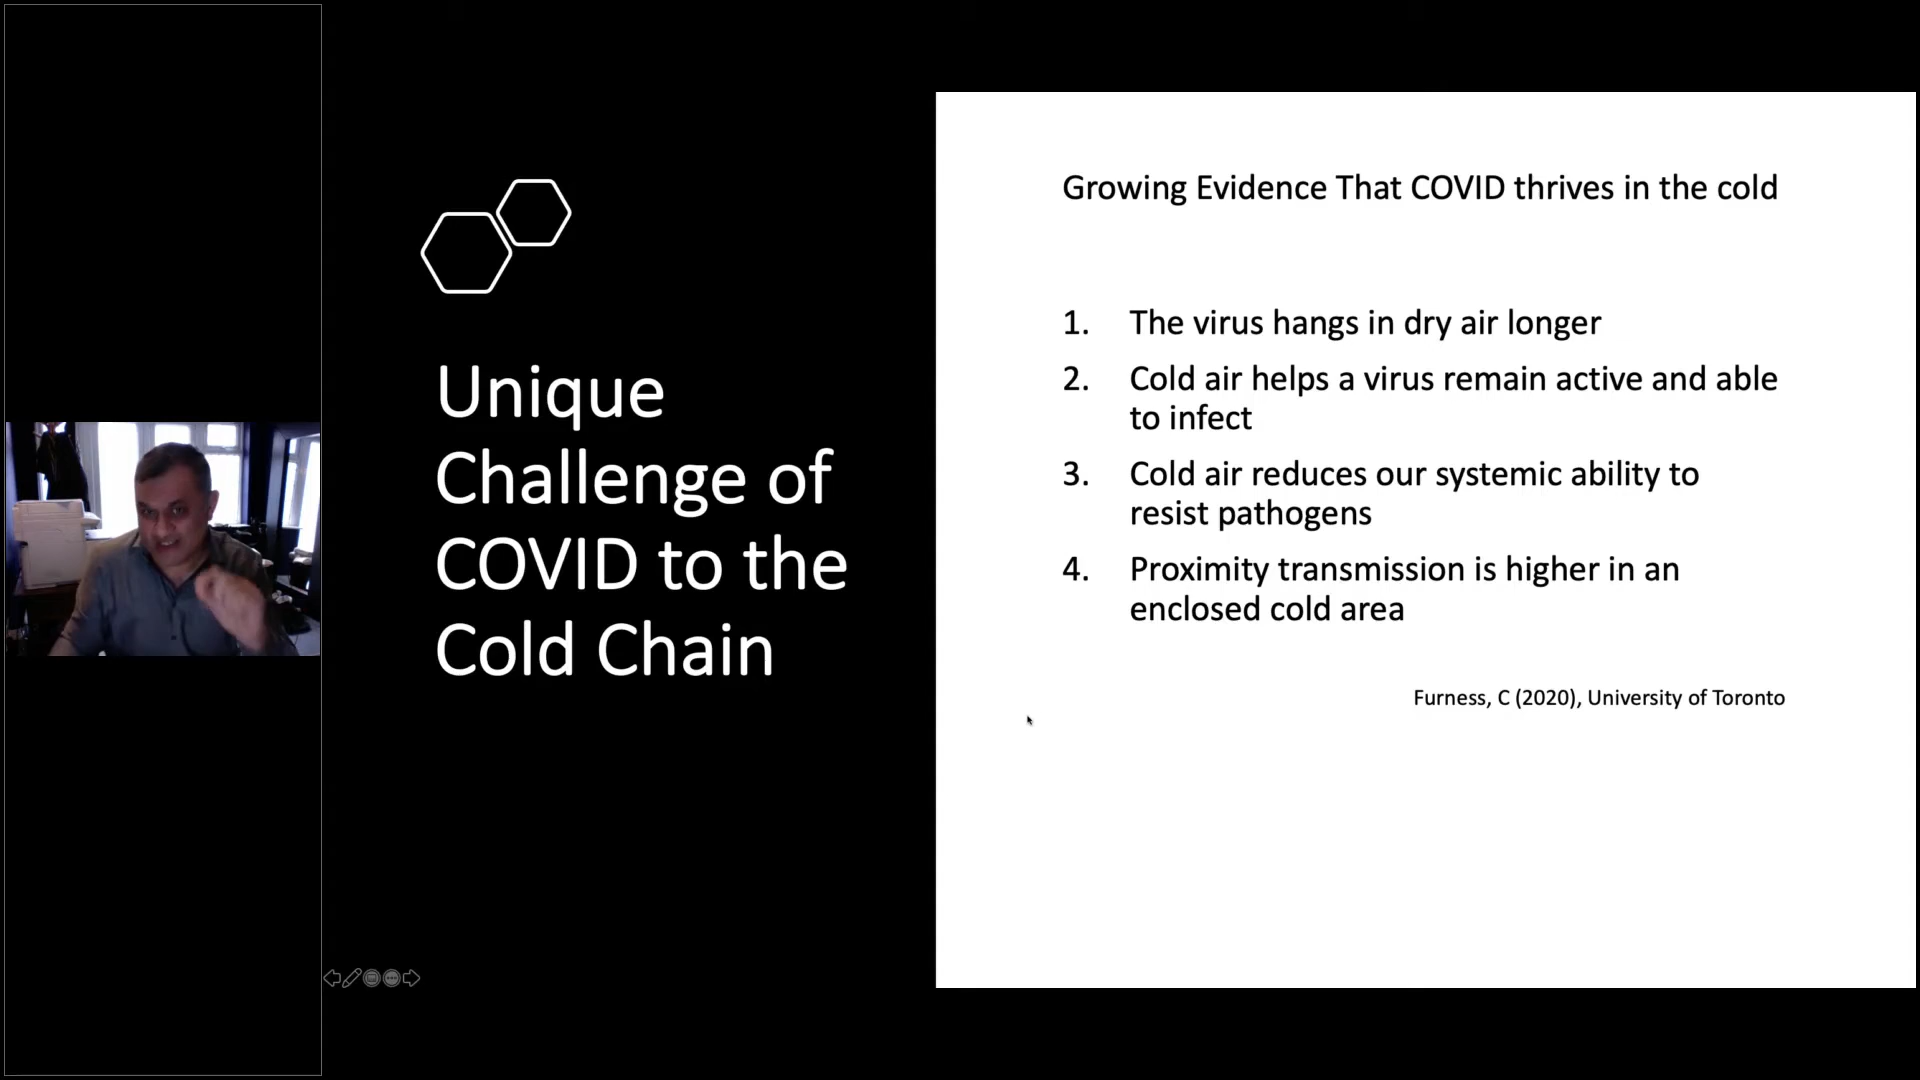 Unique
Challenge of
COVID to the
Cold Chain
Growing Evidence That COVID thrives in the cold
1. The virus hangs in dry air longer
2. Cold air helps a virus remain active and able
to infect
3. Cold air reduces our systemic ability to
resist pathogens
4. Proximity transmission is higher in an
enclosed cold area
Furness, C (2020), University of Toronto